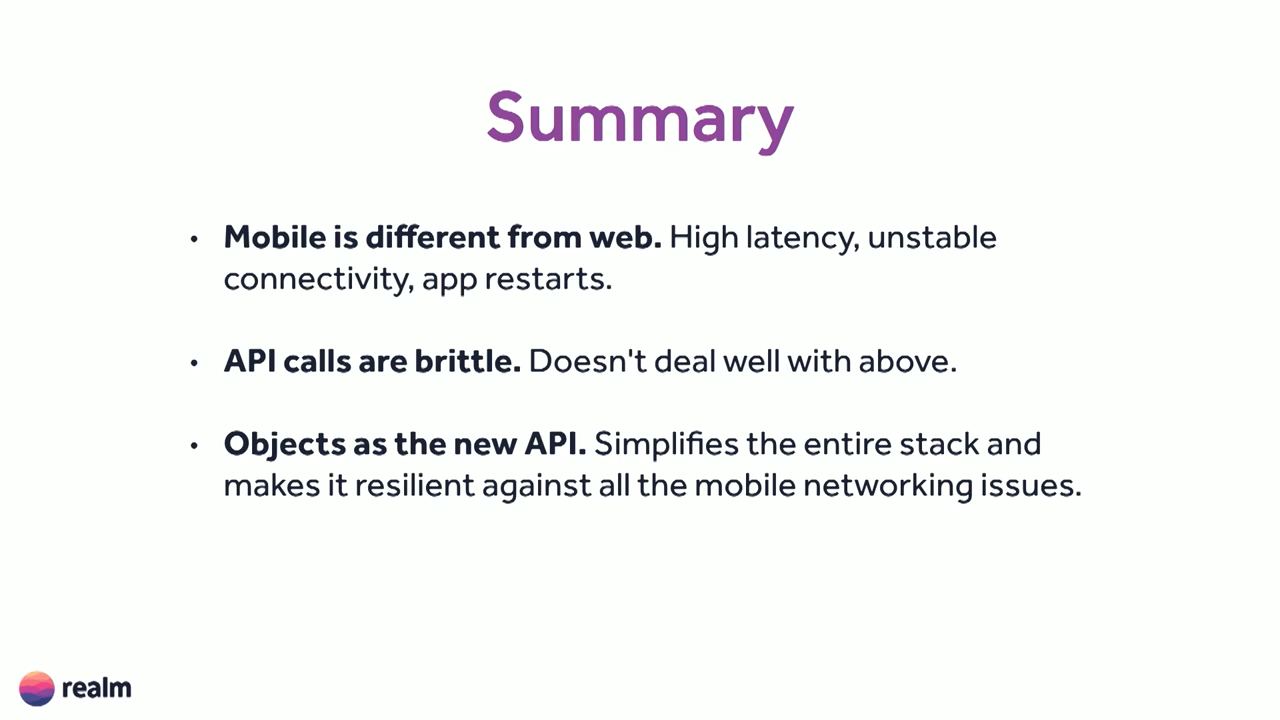 Summary
• Mobile is different from web. High latency, unstable
connectivity, app restarts.
• API calls are brittle. Doesn't deal well with above.
• Objects as the new API. Simplifies the entire stack and
makes it resilient against all the mobile networking issues.
realm